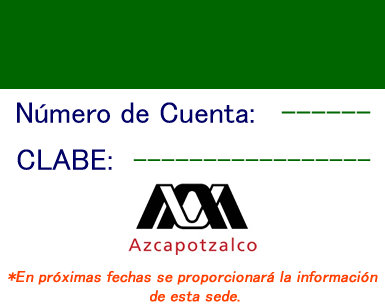 Número de Cuenta: ------
CLABE: -----------------
Azcapotzalco
*En próximas fechas se proporcionará la información
de esta sede.